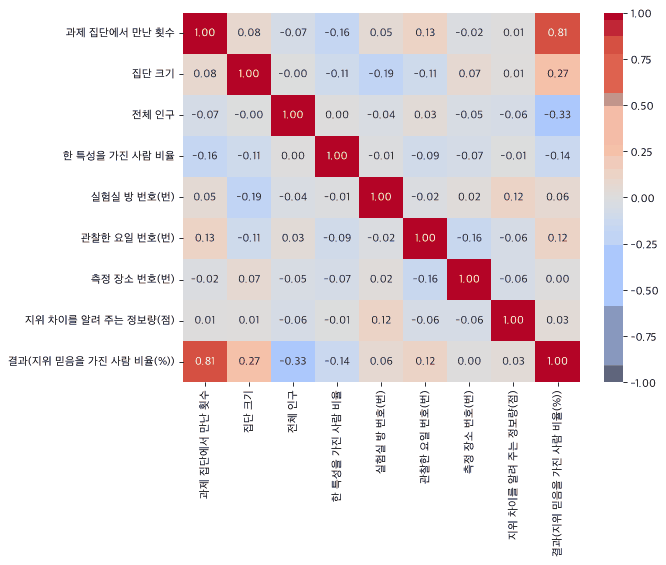 과제 집단에서 만난 횟수 1.00 0.08 -0.07 -0.16 0.05 0.13 -0.02 0.01 0.81
집단 크기 0.08 1.00 -0.00 -0.11 -0.19 -0.11 0.07 0.01 0.27
전체 인구 -0.07 -0.00 1.00 0.00 -0.04 0.03 -0.05 -0.06 -0.33
한 특성을 가진 사람 비율 -0.16 -0.11 0.00 1.00 -0.01 -0.09 -0.07 -0.01 -0.14
실험실 방 번호(번) 0.05 -0.19 -0.04 -0.01 1.00 -0.02 0.02 0.12 0.06
관찰한 요일 번호(번) 0.13 -0.11 0.03 -0.09 -0.02 1.00 -0.16 -0.06 0.12
측정 장소 번호(번) -0.02 0.07 -0.05 -0.07 0.02 -0.16 1.00 -0.06 0.00
지위 차이를 알려 주는 정보량(점) 0.01 0.01 -0.06 -0.01 0.12 -0.06 -0.06 1.00 0.03
결과(지위 믿음을 가진 사람 비율(%)) 0.81 0.27 -0.33 -0.14 0.06 0.12 0.00 0.03 1.00
과제 집단에서 만난 횟수
집단 크기
전체 인구
한 특성을 가진 사람 비율
실험실 방 번호(번)
관찰한 요일 번호(번)
측정 장소 번호(번)
지위 차이를 알려 주는 정보량(점)
결과(지위 믿음을 가진 사람 비율(%))
1.00
0.75
0.50
0.25
0.00
-0.25
-0.50
-0.75
-1.00